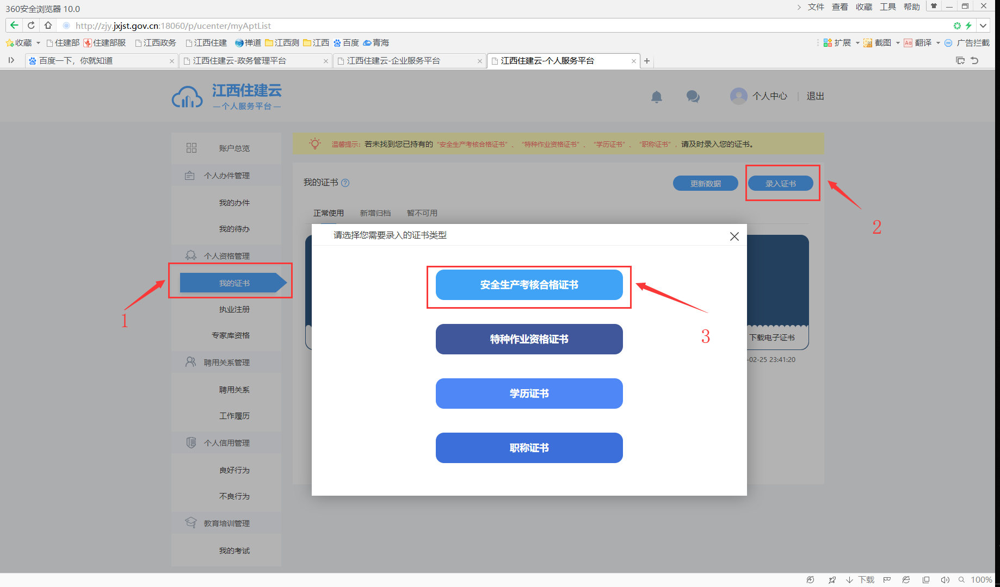 360安全浏览器 10.0
文件 查看 收藏 工具 帮助
http://zjy.jxjst.gov.cn:18060/p/ucenter/myAptList
收藏 住建部 住建部服 江西政务 江西住建 禅道 江西测 江西 百度 青海
扩展 截图 Aa 翻译 广告拦截
百度一下，你就知道 江西住建云-政务管理平台 江西住建云-企业服务平台 江西住建云-个人服务平台
江西住建云
个人服务平台
个人中心 | 退出
账户总览
个人办件管理
我的办件
我的待办
个人资格管理
我的证书
执业注册
专家库资格
聘用关系管理
聘用关系
工作履历
个人信用管理
良好行为
不良行为
教育培训管理
我的考试
温馨提示：若未找到您已持有的 “安全生产考核合格证书” 、 “特种作业资格证书” 、 “学历证书” 、 “职称证书” ，请及时录入您的证书。
我的证书 ?
更新数据 录入证书
正常使用 新增归档 暂不可用
请选择您需要录入的证书类型
安全生产考核合格证书
特种作业资格证书
学历证书
职称证书
下载电子证书
-02-25 23:41:20
1
2
3
下载 100%